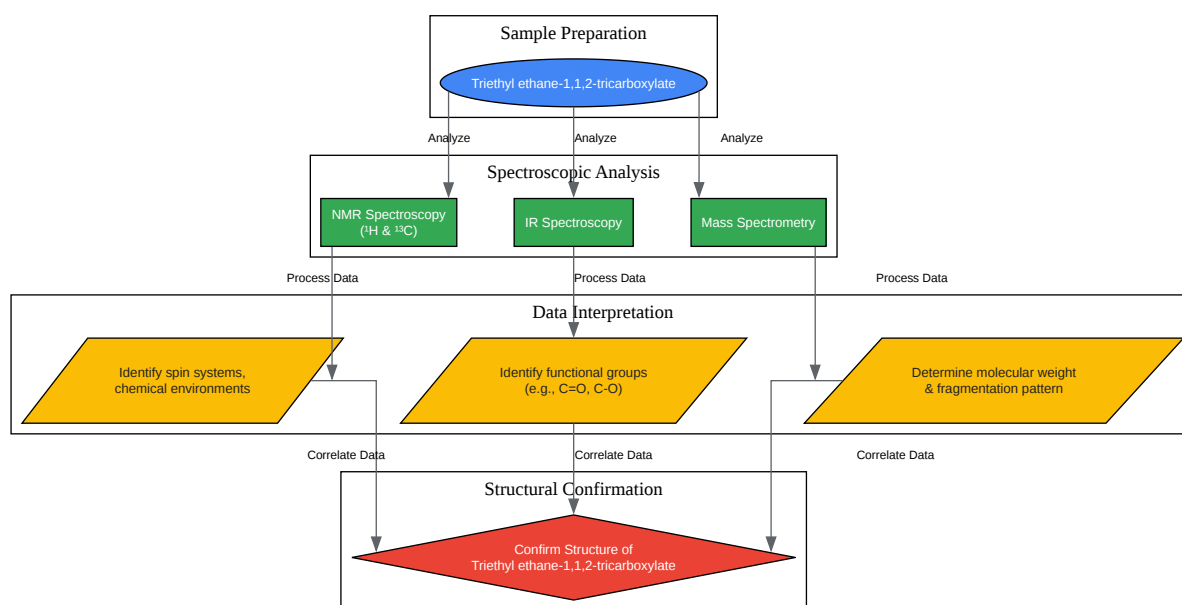 Sample Preparation
Triethyl ethane-1,1,2-tricarboxylate
Analyze
Analyze
Analyze
Spectroscopic Analysis
NMR Spectroscopy
(¹H & ¹³C)
IR Spectroscopy
Mass Spectrometry
Process Data
Process Data
Process Data
Data Interpretation
Identify spin systems,
chemical environments
Identify functional groups
(e.g., C=O, C-O)
Determine molecular weight
& fragmentation pattern
Correlate Data
Correlate Data
Correlate Data
Structural Confirmation
Confirm Structure of
Triethyl ethane-1,1,2-tricarboxylate